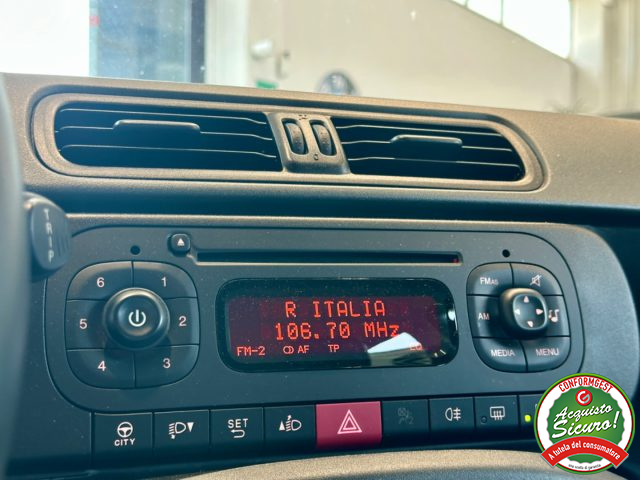 TRIP
6 1
5 2
4 3
R ITALIA
106.70 MHz
FM-2 CD AF TP
FMAS
AM
MEDIA MENU
CITY
SET
CONFORMGEST
Acquisto
Sicuro!
a tutela del consumatore